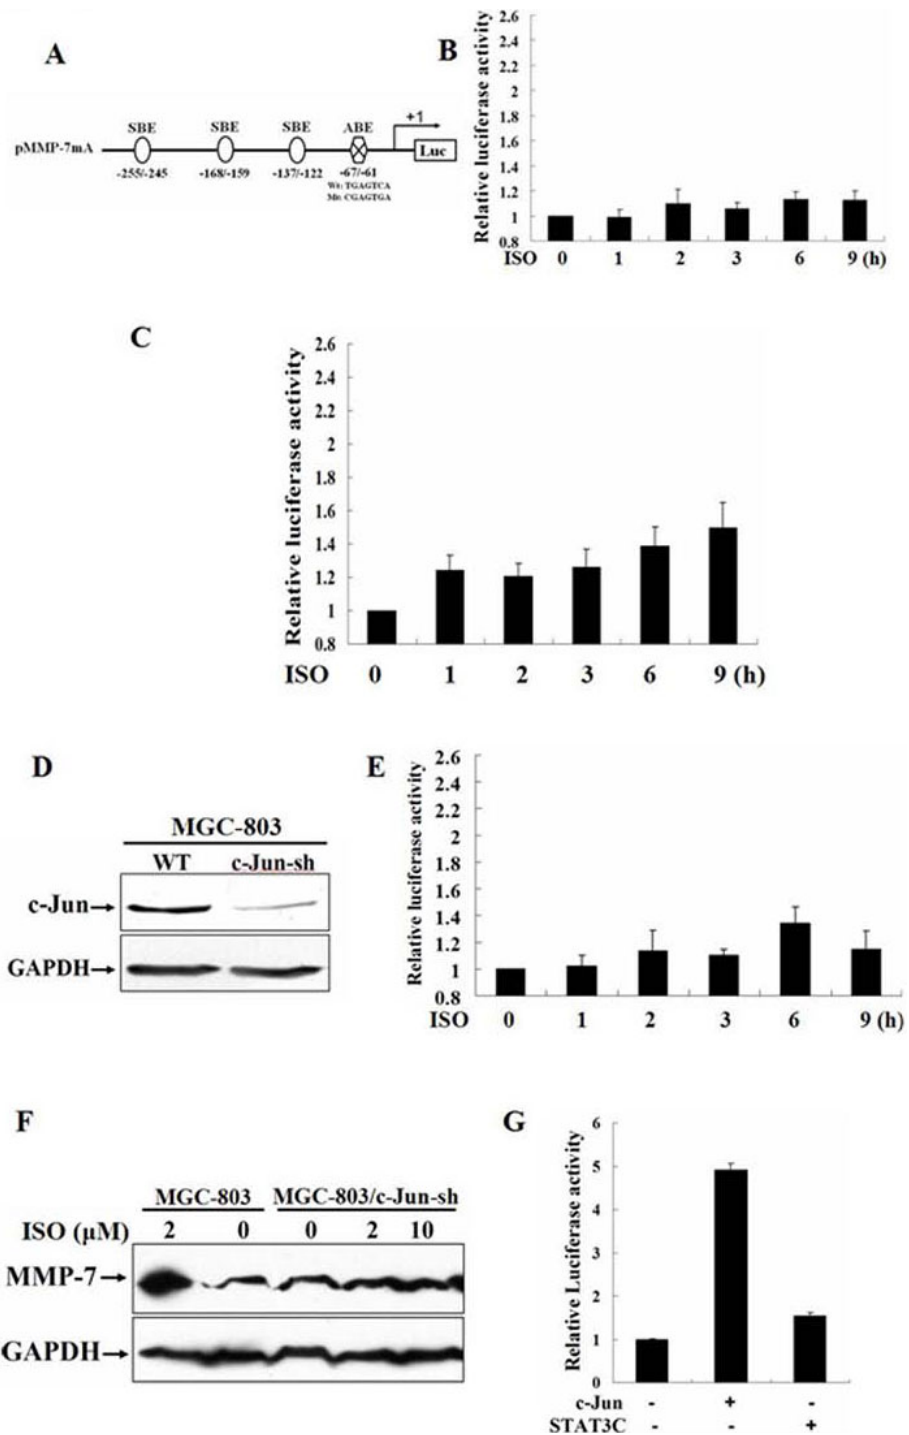 A
SBE SBE SBE ABE +1
pMMP-7mA Luc
-255/-245 -168/-159 -137/-122 -67/-61
Wt: TGAGTCA
Mt: CGAGTGA
B
Relative luciferase activity
2.6
2.4
2.2
2
1.8
1.6
1.4
1.2
1
0.8
ISO 0 1 2 3 6 9 (h)
C
Relative luciferase activity
2.6
2.4
2.2
2
1.8
1.6
1.4
1.2
1
0.8
ISO 0 1 2 3 6 9 (h)
D
MGC-803
WT c-Jun-sh
c-Jun
GAPDH
E
Relative luciferase activity
2.6
2.4
2.2
2
1.8
1.6
1.4
1.2
1
0.8
ISO 0 1 2 3 6 9 (h)
F
MGC-803 MGC-803/c-Jun-sh
ISO (μM) 2 0 0 2 10
MMP-7
GAPDH
G
Relative Luciferase activity
6
5
4
3
2
1
0
c-Jun - + -
STAT3C - - +